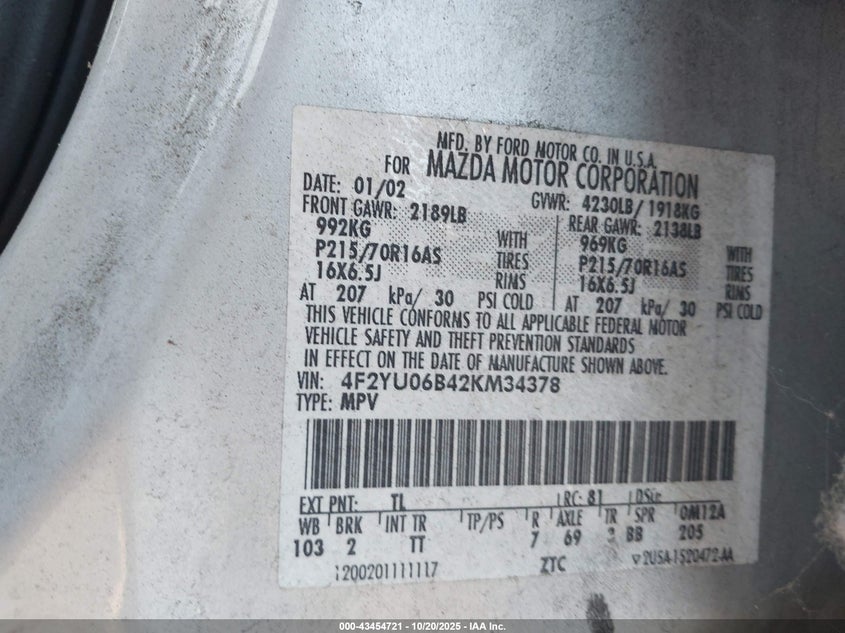 MFD. BY FORD MOTOR CO. IN U.S.A.
FOR MAZDA MOTOR CORPORATION
DATE: 01/02 GVWR: 4230LB/ 1918KG
FRONT GAWR: 2189LB REAR GAWR: 2138LB
992KG WITH 969KG WITH
P215/70R16AS TIRES P215/70R16AS TIRES
16X6.5J RIMS 16X6.5J RIMS
AT 207 kPa/ 30 PSI COLD AT 207 kPa/ 30 PSI COLD
THIS VEHICLE CONFORMS TO ALL APPLICABLE FEDERAL MOTOR
VEHICLE SAFETY AND THEFT PREVENTION STANDARDS
IN EFFECT ON THE DATE OF MANUFACTURE SHOWN ABOVE.
VIN: 4F2YU06B42KM34378
TYPE: MPV
EXT PNT: TL RC: 81 DSO:
WB BRK INT TR TP/PS R AXLE TR SPR 0M12A
103 2 TT 7 69 BB 205
1200201111117 ZTC
000-43454721 - 10/20/2025 - IAA Inc.